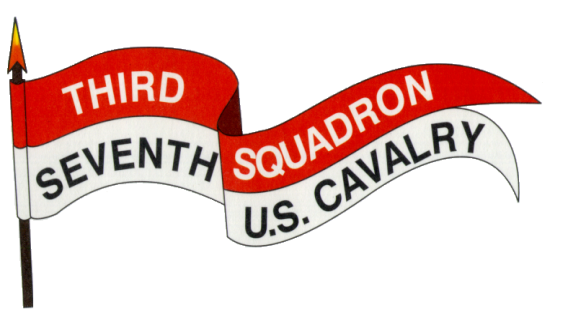 THIRD SQUADRON
SEVENTH U.S. CAVALRY